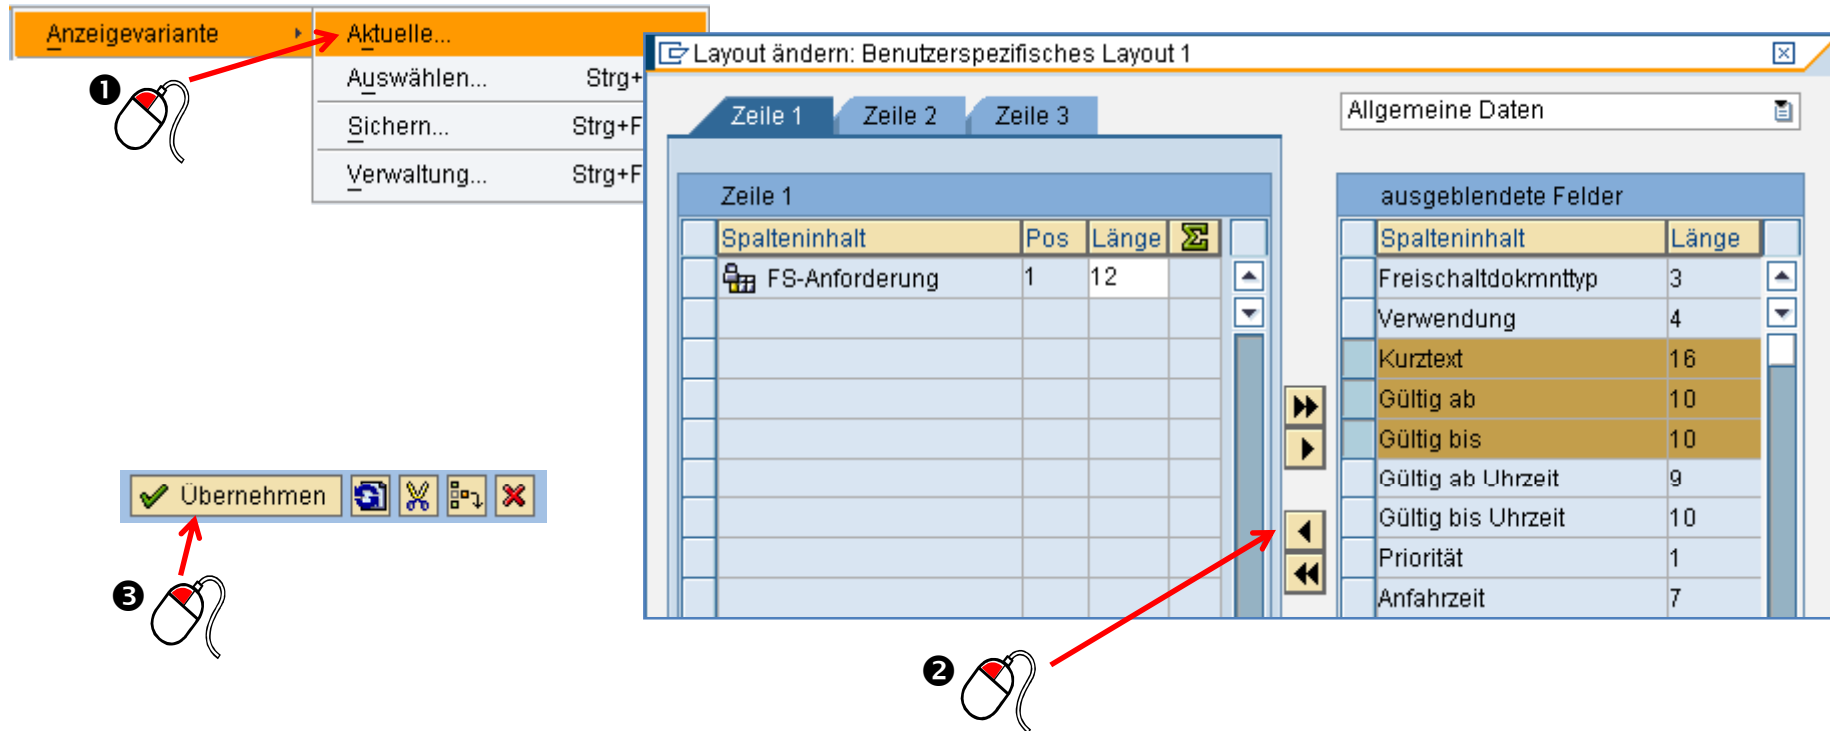 Anzeigevariante
Aktuelle...
Auswählen... Strg+
Sichern... Strg+F
Verwaltung... Strg+F
❶
Layout ändern: Benutzerspezifisches Layout 1
Zeile 1 Zeile 2 Zeile 3
Allgemeine Daten
Zeile 1
Spalteninhalt Pos Länge Σ
FS-Anforderung 1 12
ausgeblendete Felder
Spalteninhalt Länge
Freischaltdokmnttyp 3
Verwendung 4
Kurztext 16
Gültig ab 10
Gültig bis 10
Gültig ab Uhrzeit 9
Gültig bis Uhrzeit 10
Priorität 1
Anfahrzeit 7
Übernehmen
❸
❷